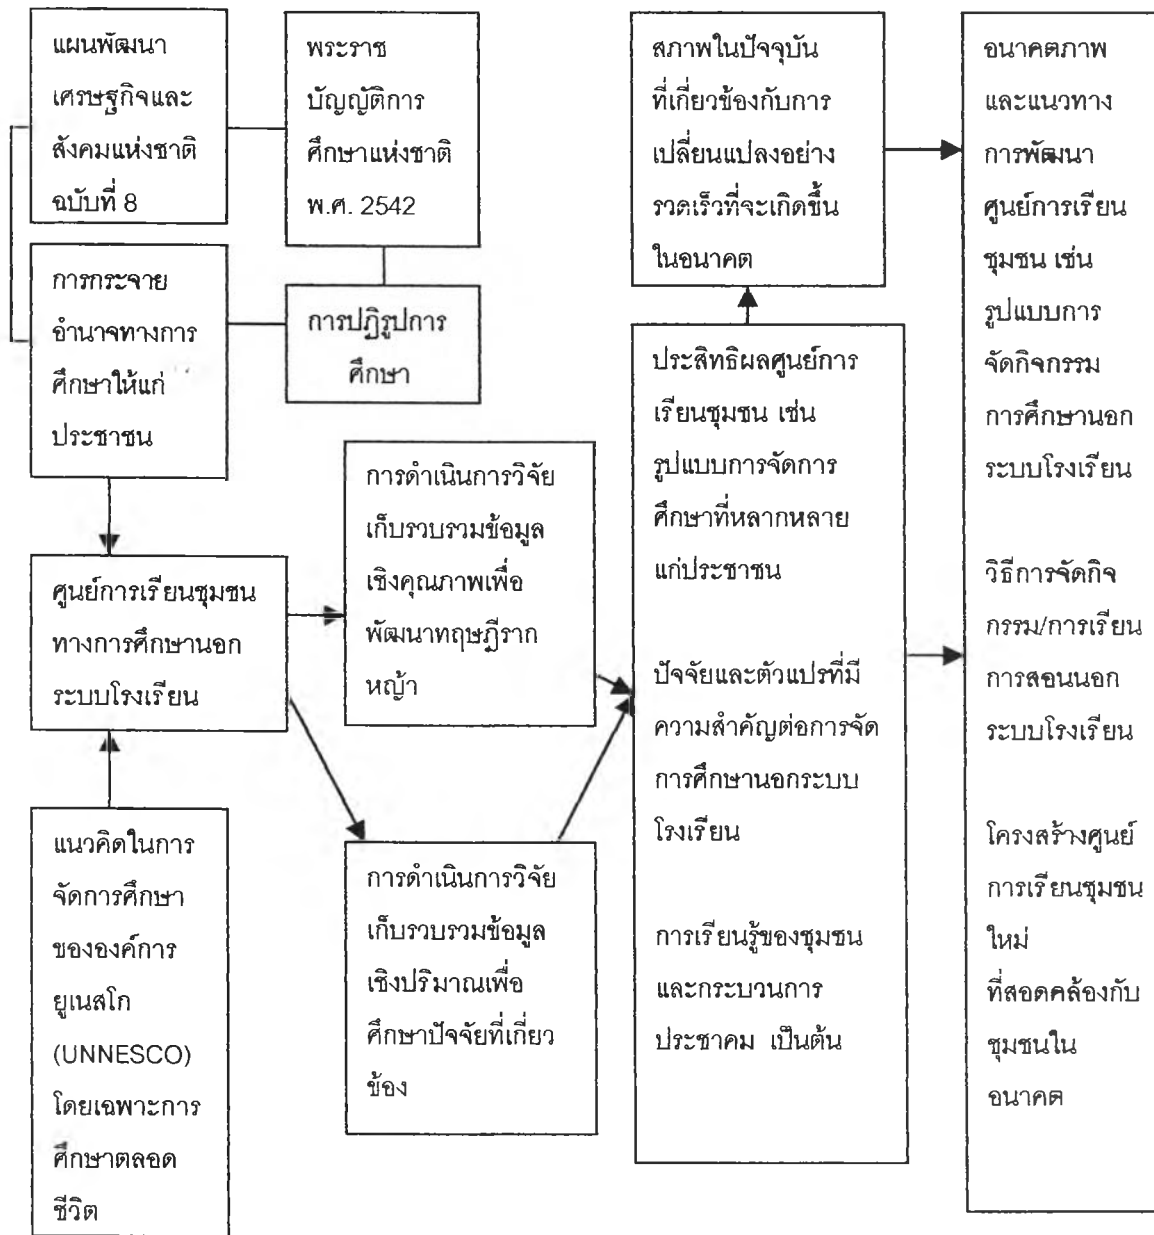 แผนพัฒนา
เศรษฐกิจและ
สังคมแห่งชาติ
ฉบับที่ 8
พระราช
บัญญัติการ
ศึกษาแห่งชาติ
พ.ศ. 2542
การกระจาย
อำนาจทางการ
ศึกษาให้แก่
ประชาชน
การปฏิรูปการ
ศึกษา
ศูนย์การเรียนชุมชน
ทางการศึกษานอก
ระบบโรงเรียน
แนวคิดในการ
จัดการศึกษา
ขององค์การ
ยูเนสโก
(UNNESCO)
โดยเฉพาะการ
ศึกษาตลอด
ชีวิต
การดำเนินการวิจัย
เก็บรวบรวมข้อมูล
เชิงคุณภาพเพื่อ
พัฒนาทฤษฎีราก
หญ้า
การดำเนินการวิจัย
เก็บรวบรวมข้อมูล
เชิงปริมาณเพื่อ
ศึกษาปัจจัยที่เกี่ยว
ข้อง
สภาพในปัจจุบัน
ที่เกี่ยวข้องกับการ
เปลี่ยนแปลงอย่าง
รวดเร็วที่จะเกิดขึ้น
ในอนาคต
ประสิทธิผลศูนย์การ
เรียนชุมชน เช่น
รูปแบบการจัดการ
ศึกษาที่หลากหลาย
แก่ประชาชน
ปัจจัยและตัวแปรที่มี
ความสำคัญต่อการจัด
การศึกษานอกระบบ
โรงเรียน
การเรียนรู้ของชุมชน
และกระบวนการ
ประชาคม เป็นต้น
อนาคตภาพ
และแนวทาง
การพัฒนา
ศูนย์การเรียน
ชุมชน เช่น
รูปแบบการ
จัดกิจกรรม
การศึกษานอก
ระบบโรงเรียน
วิธีการจัดกิจ
กรรม/การเรียน
การสอนนอก
ระบบโรงเรียน
โครงสร้างศูนย์
การเรียนชุมชน
ใหม่
ที่สอดคล้องกับ
ชุมชนใน
อนาคต